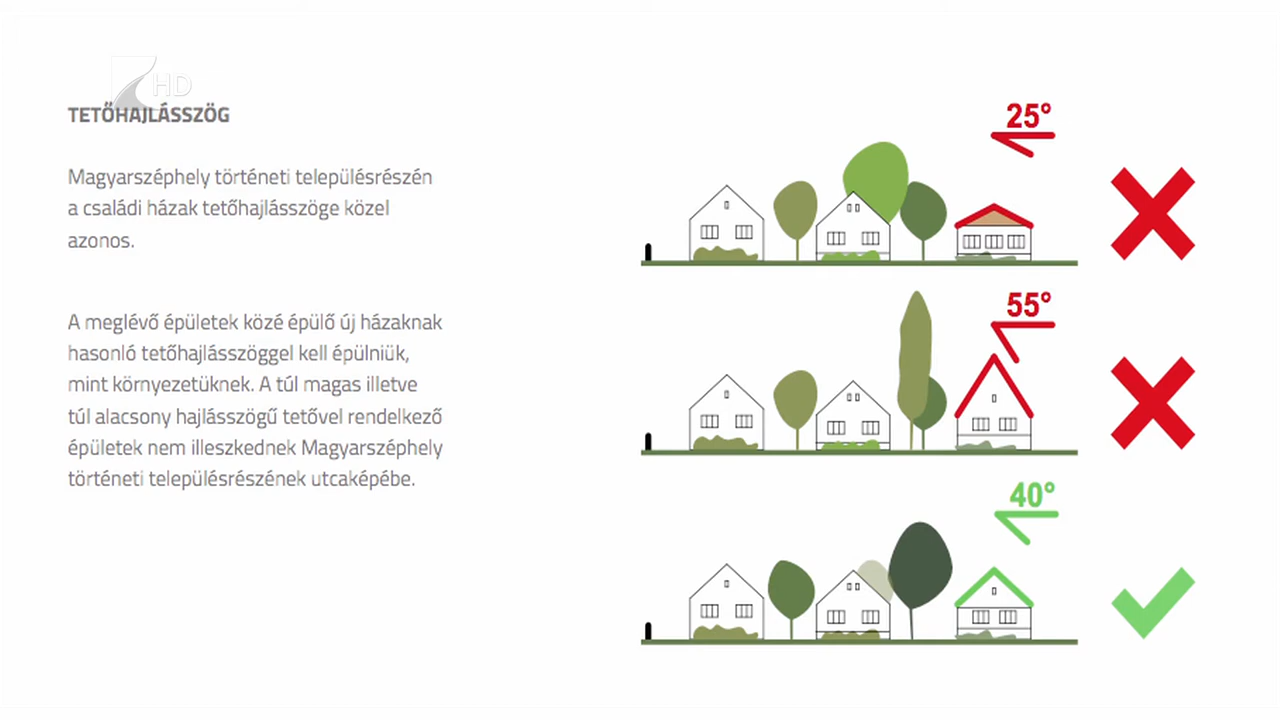 HD
TETŐHAJLÁSSZÖG
Magyarszéphely történeti településrészén
a családi házak tetőhajlásszöge közel
azonos.
A meglévő épületek közé épülő új házaknak
hasonló tetőhajlásszöggel kell épülniük,
mint környezetüknek. A túl magas illetve
túl alacsony hajlásszögű tetővel rendelkező
épületek nem illeszkednek Magyarszéphely
történeti településrészének utcaképébe.
25°
55°
40°